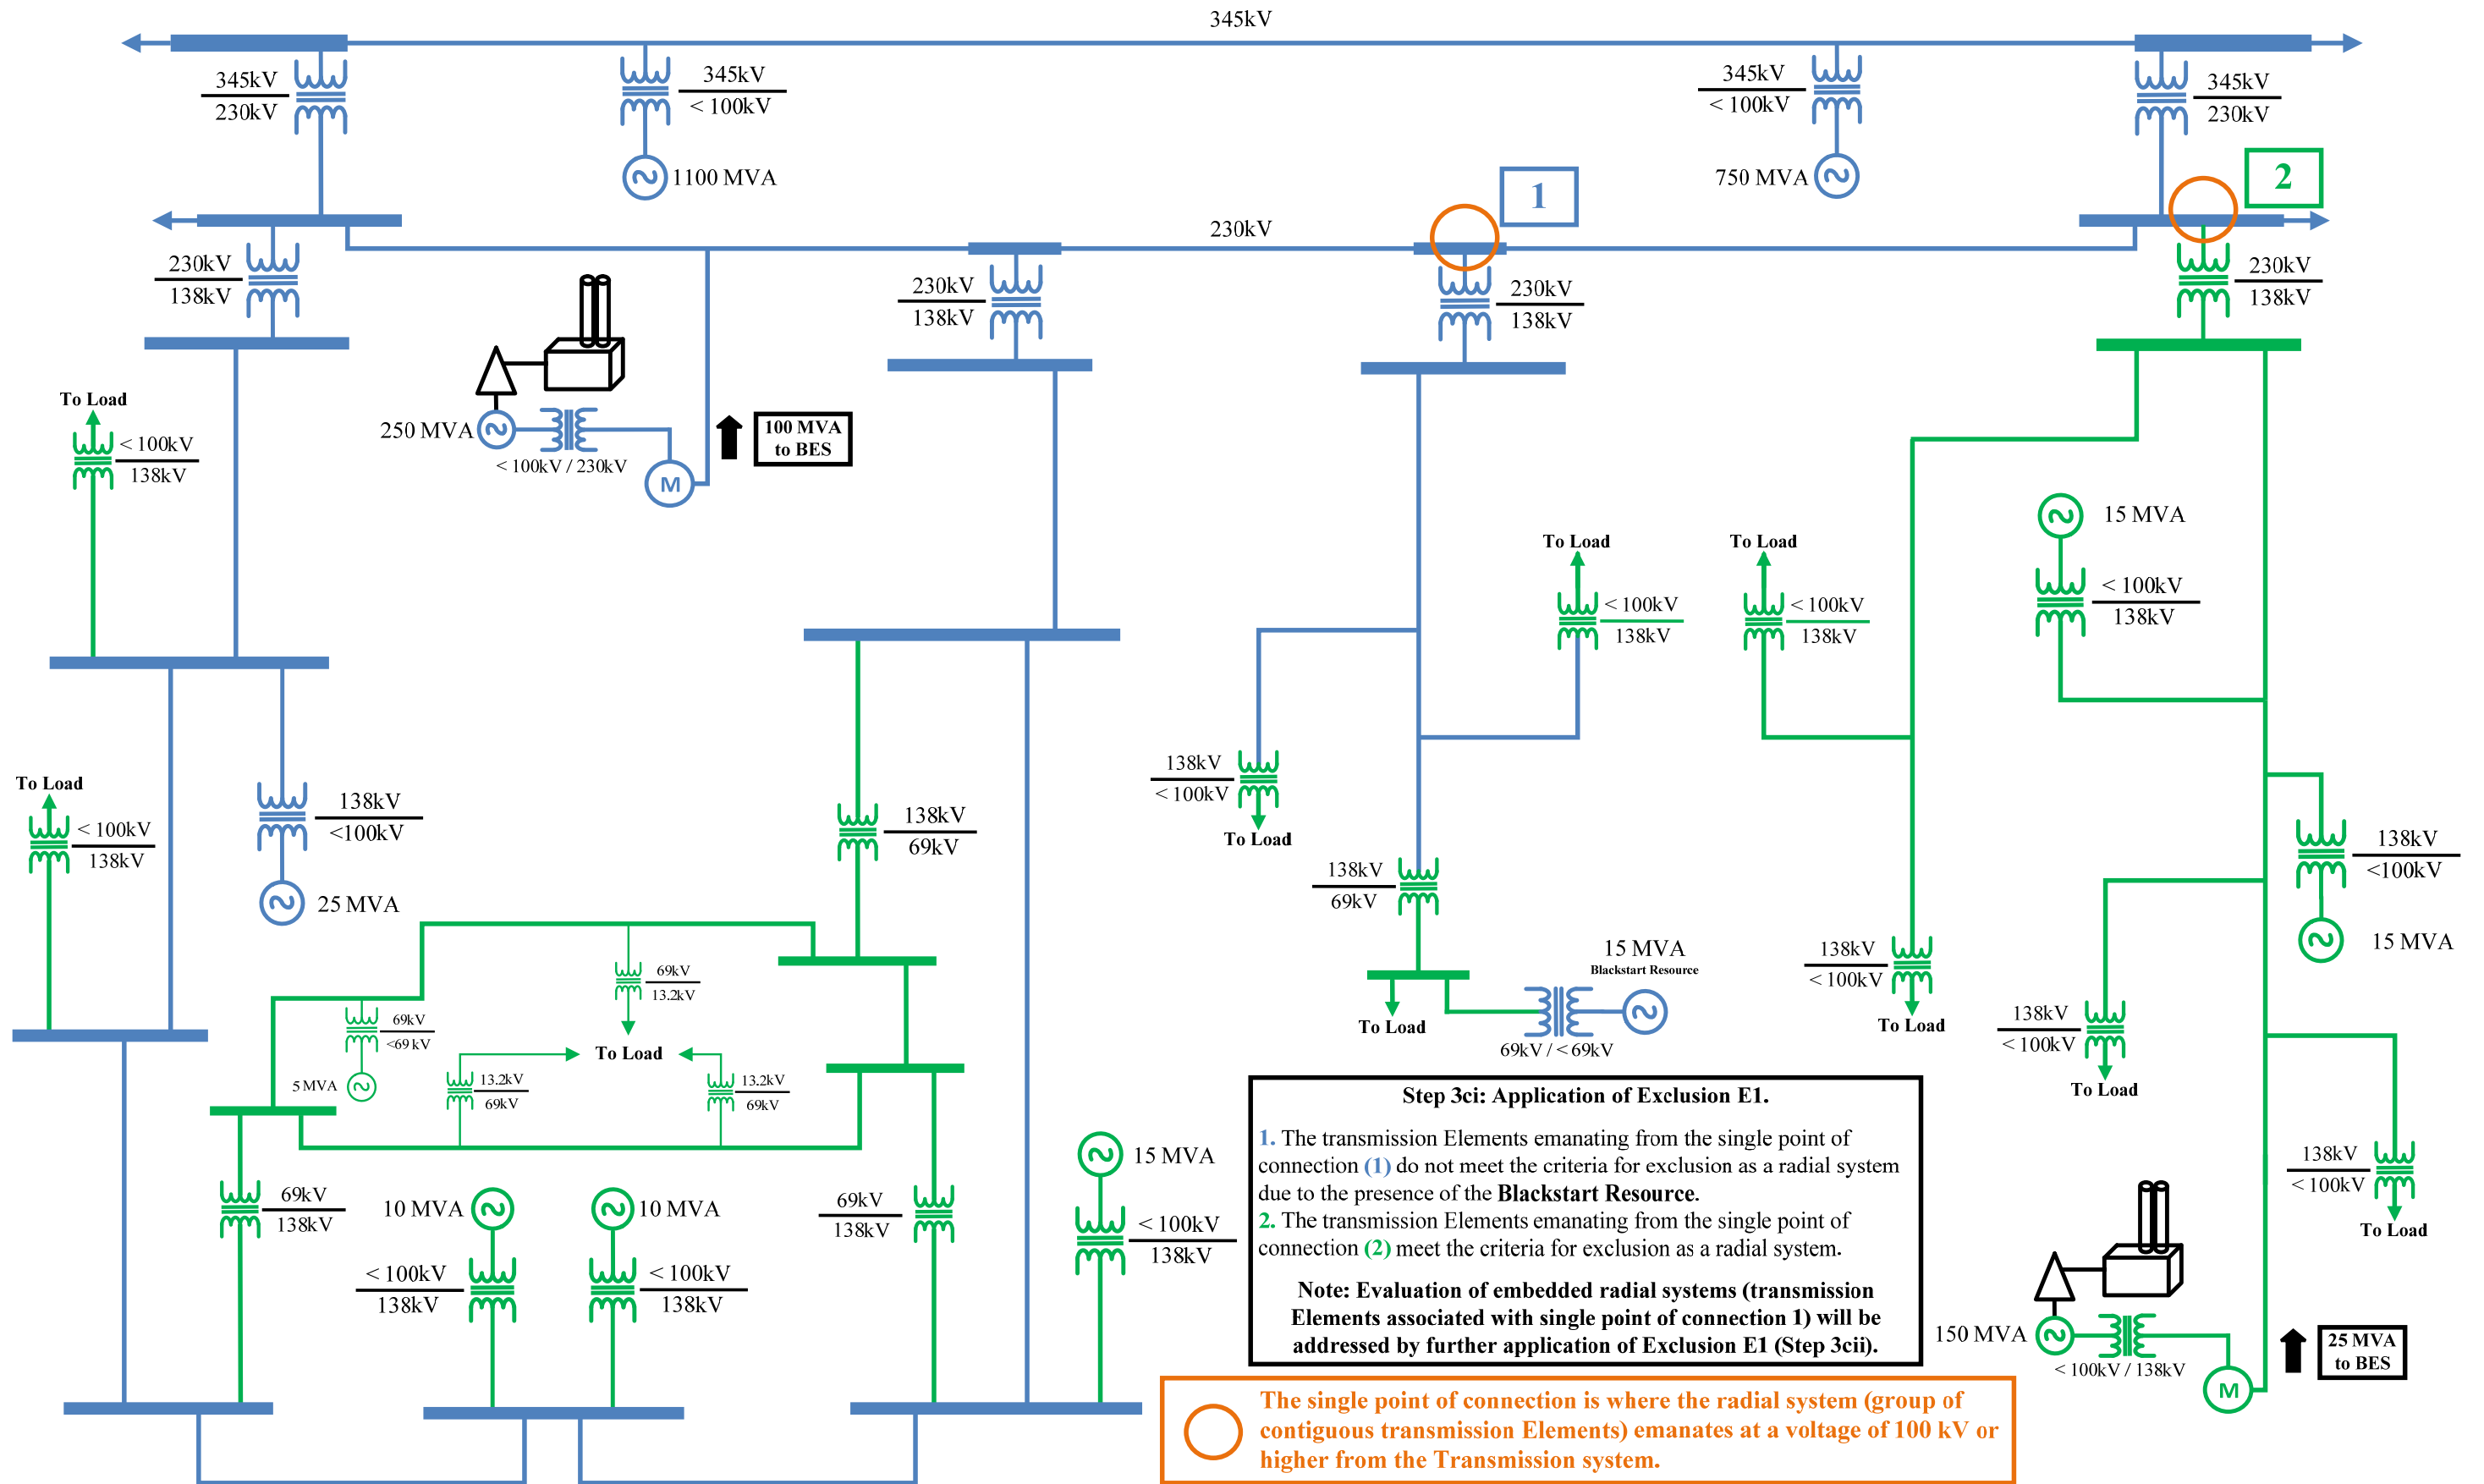 345kV
345kV
230kV
345kV
< 100kV
1100 MVA
345kV
< 100kV
750 MVA
345kV
230kV
1
2
230kV
230kV
138kV
230kV
138kV
230kV
138kV
230kV
138kV
250 MVA
< 100kV / 230kV
M
100 MVA
to BES
To Load
< 100kV
138kV
15 MVA
< 100kV
138kV
To Load
< 100kV
138kV
To Load
< 100kV
138kV
To Load
< 100kV
138kV
138kV
<100kV
25 MVA
138kV
69kV
138kV
< 100kV
To Load
138kV
69kV
138kV
<100kV
15 MVA
15 MVA
Blackstart Resource
To Load
69kV / < 69kV
138kV
< 100kV
To Load
138kV
< 100kV
To Load
69kV
13.2kV
69kV
<69 kV
5 MVA
To Load
13.2kV
69kV
13.2kV
69kV
69kV
138kV
10 MVA
< 100kV
138kV
10 MVA
< 100kV
138kV
69kV
138kV
15 MVA
< 100kV
138kV
138kV
< 100kV
To Load
150 MVA
< 100kV / 138kV
M
25 MVA
to BES
Step 3ci: Application of Exclusion E1.
1. The transmission Elements emanating from the single point of
connection (1) do not meet the criteria for exclusion as a radial system
due to the presence of the Blackstart Resource.
2. The transmission Elements emanating from the single point of
connection (2) meet the criteria for exclusion as a radial system.
Note: Evaluation of embedded radial systems (transmission
Elements associated with single point of connection 1) will be
addressed by further application of Exclusion E1 (Step 3cii).
The single point of connection is where the radial system (group of
contiguous transmission Elements) emanates at a voltage of 100 kV or
higher from the Transmission system.